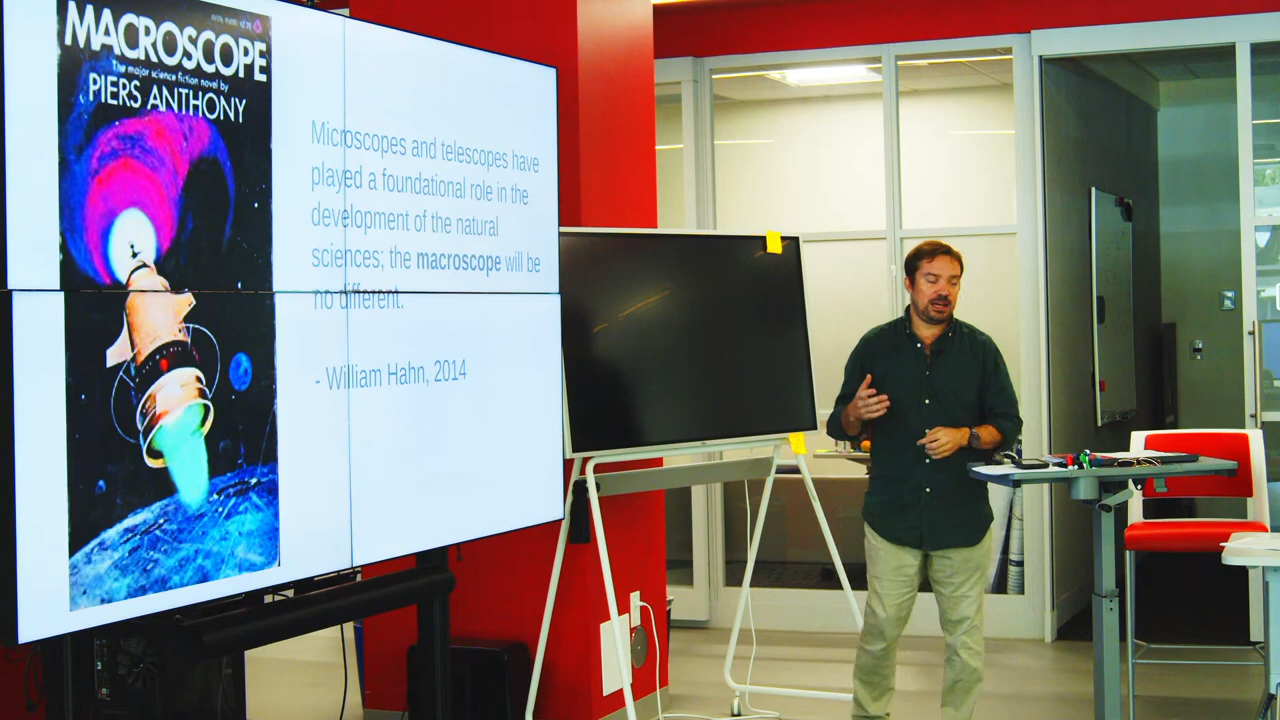 MACROSCOPE
The major science fiction novel by
PIERS ANTHONY
Microscopes and telescopes have
played a foundational role in the
development of the natural
sciences; the macroscope will be
no different.
- William Hahn, 2014